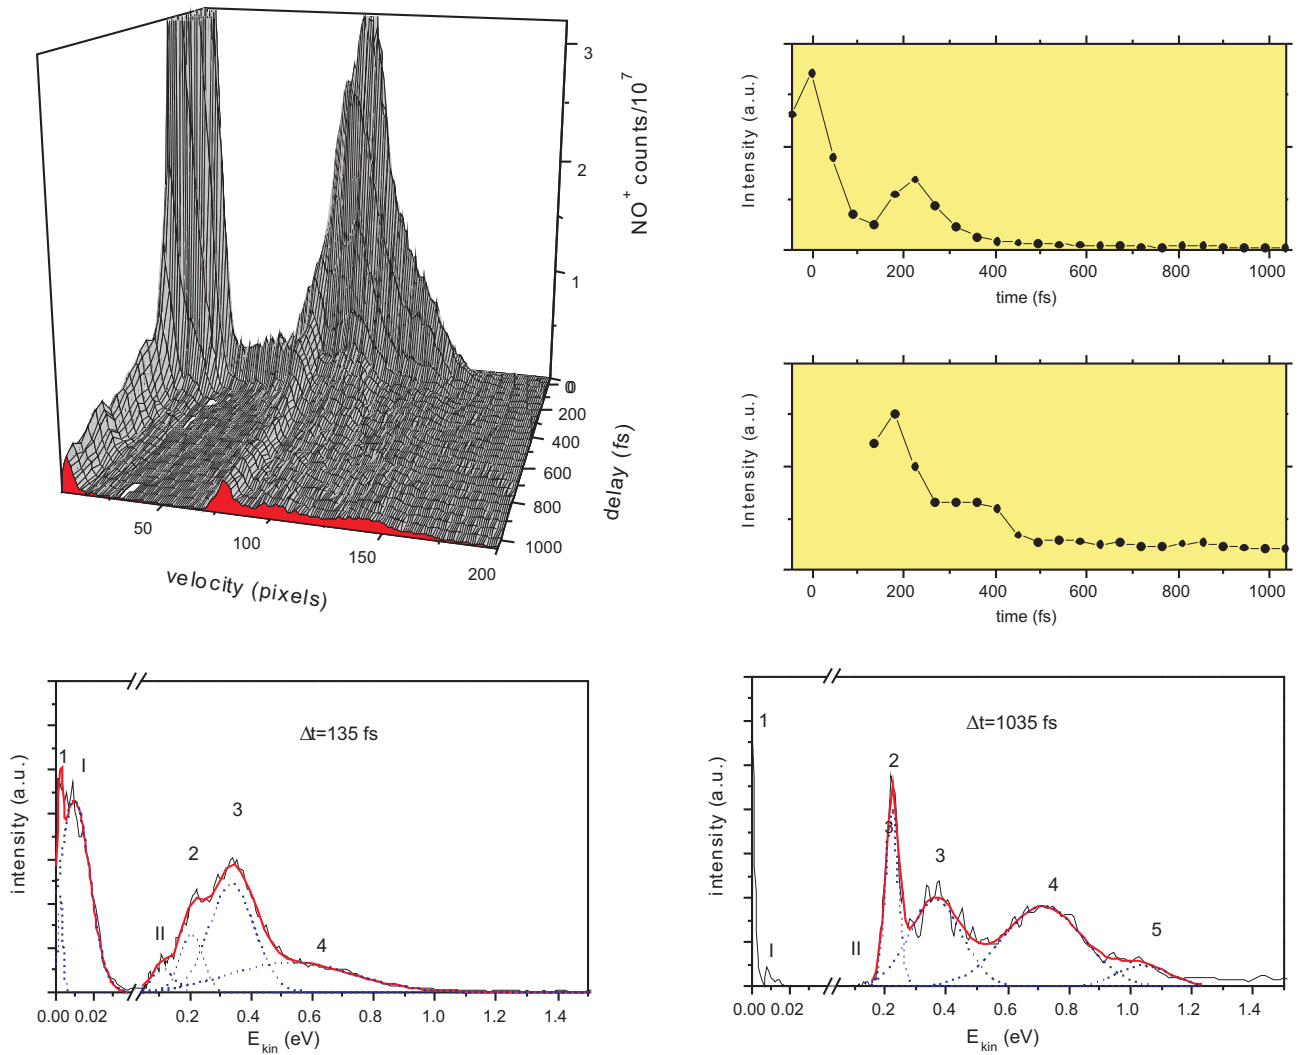 3
2
1
0
NO+ counts/10^7
0
200
400
600
800
1000
delay (fs)
50
100
150
200
velocity (pixels)
Intensity (a.u.)
0 200 400 600 800 1000
time (fs)
Intensity (a.u.)
0 200 400 600 800 1000
time (fs)
Δt=135 fs
1
I
II
2
3
4
intensity (a.u.)
0.00 0.02 0.2 0.4 0.6 0.8 1.0 1.2 1.4
E_kin (eV)
Δt=1035 fs
1
I
II
2
3
3
4
5
intensity (a.u.)
0.00 0.02 0.2 0.4 0.6 0.8 1.0 1.2 1.4
E_kin (eV)